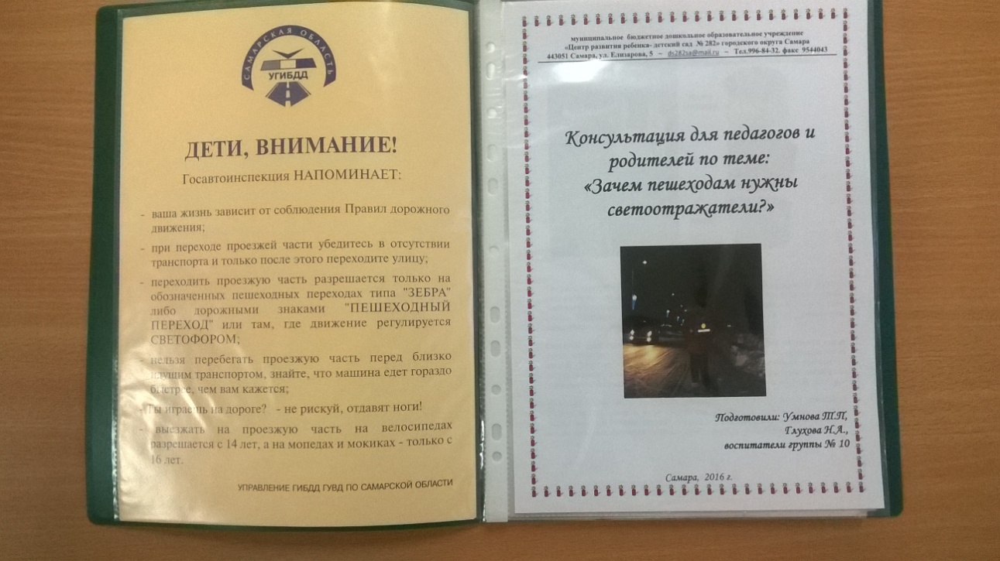 САМАРСКАЯ ОБЛАСТЬ
УГИБДД
ДЕТИ, ВНИМАНИЕ!
Госавтоинспекция НАПОМИНАЕТ:
- ваша жизнь зависит от соблюдения Правил дорожного
движения;
- при переходе проезжей части убедитесь в отсутствии
транспорта и только после этого переходите улицу;
- переходить проезжую часть разрешается только на
обозначенных пешеходных переходах типа "ЗЕБРА"
либо дорожными знаками "ПЕШЕХОДНЫЙ
ПЕРЕХОД" или там, где движение регулируется
СВЕТОФОРОМ;
- нельзя перебегать проезжую часть перед близко
идущим транспортом, знайте, что машина едет гораздо
быстрее, чем вам кажется;
- Ты играешь на дороге? - не рискуй, отдавят ноги!
- выезжать на проезжую часть на велосипедах
разрешается с 14 лет, а на мопедах и мокиках - только с
16 лет.
УПРАВЛЕНИЕ ГИБДД ГУВД ПО САМАРСКОЙ ОБЛАСТИ
муниципальное бюджетное дошкольное образовательное учреждение
«Центр развития ребенка- детский сад № 282» городского округа Самара
443051 Самара, ул. Елизарова, 5 ~ ds282sa@mail.ru ~ Тел.996-84-32. факс 9544043
Консультация для педагогов и
родителей по теме:
«Зачем пешеходам нужны
светоотражатели?»
Подготовили: Умнова Т.П,
Глухова Н.А.,
воспитатели группы № 10
Самара, 2016 г.